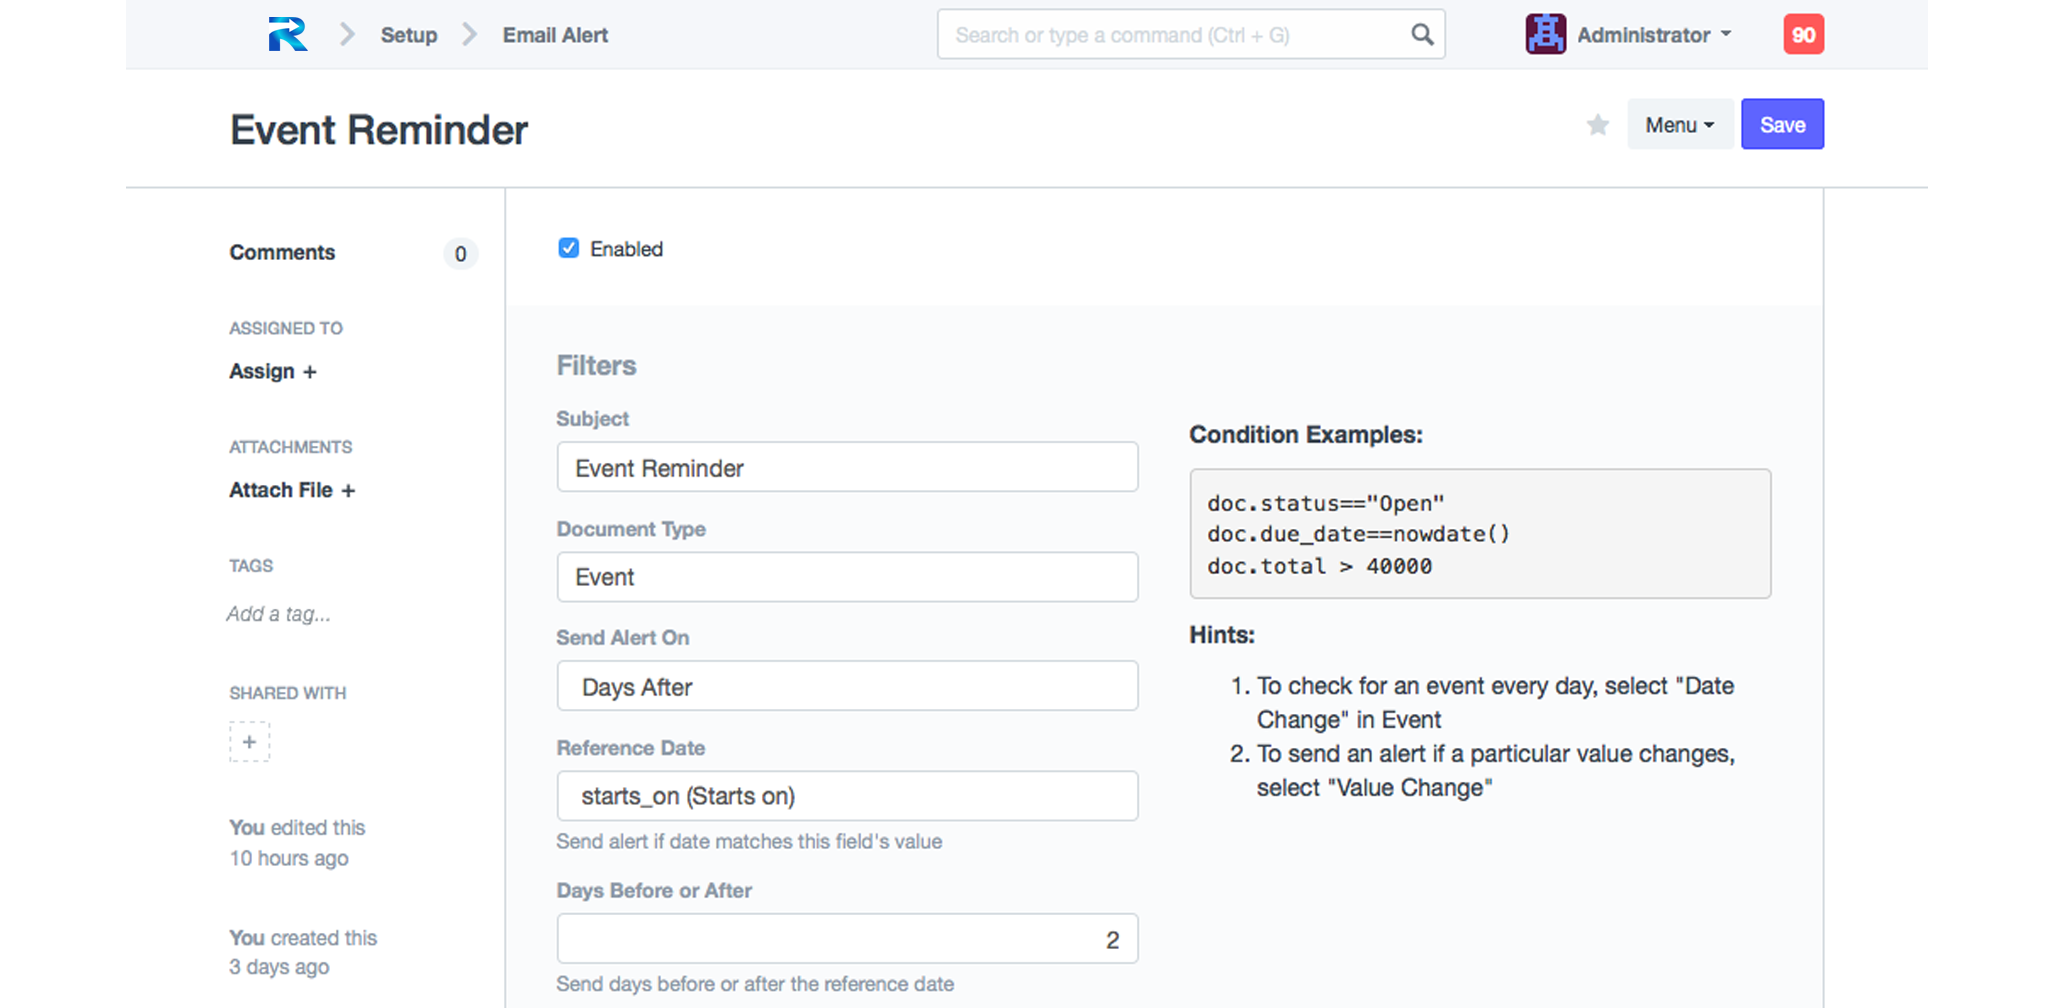 Setup
Email Alert
Search or type a command (Ctrl + G)
Administrator
90
Event Reminder
Menu
Save
Comments
0
ASSIGNED TO
Assign +
ATTACHMENTS
Attach File +
TAGS
Add a tag...
SHARED WITH
+
You edited this
10 hours ago
You created this
3 days ago
Enabled
Filters
Subject
Event Reminder
Document Type
Event
Send Alert On
Days After
Reference Date
starts_on (Starts on)
Send alert if date matches this field's value
Days Before or After
2
Send days before or after the reference date
Condition Examples:
doc.status=="Open"
doc.due_date==nowdate()
doc.total > 40000
Hints:
1. To check for an event every day, select "Date
Change" in Event
2. To send an alert if a particular value changes,
select "Value Change"